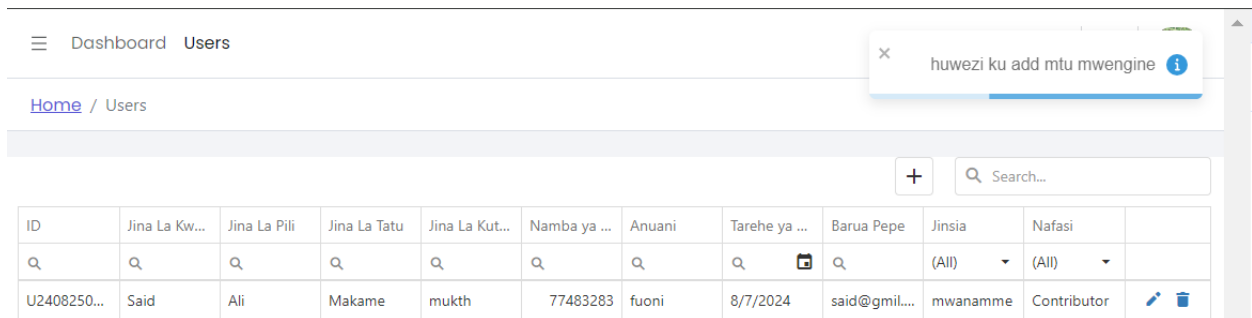 Dashboard Users
huwezi ku add mtu mwengine
Home / Users
Search...
ID Jina La Kw... Jina La Pili Jina La Tatu Jina La Kut... Namba ya ... Anuani Tarehe ya ... Barua Pepe Jinsia Nafasi
(All) (All)
U2408250... Said Ali Makame mukth 77483283 fuoni 8/7/2024 said@gmil.... mwanamme Contributor